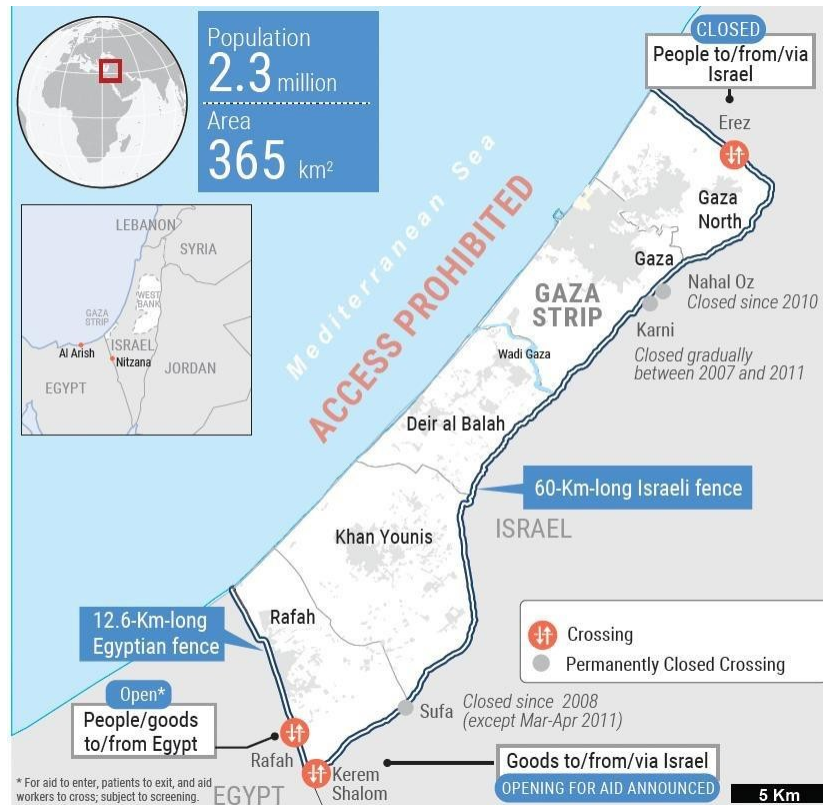 Population
2.3 million
Area
365 km²
CLOSED
People to/from/via
Israel
Erez
Gaza
North
Gaza
Nahal Oz
Closed since 2010
Karni
Closed gradually
between 2007 and 2011
Mediterranean Sea
ACCESS PROHIBITED
GAZA
STRIP
Wadi Gaza
LEBANON
SYRIA
WEST
BANK
GAZA
STRIP
ISRAEL
Al Arish
Nitzana
JORDAN
EGYPT
Deir al Balah
60-Km-long Israeli fence
ISRAEL
Khan Younis
12.6-Km-long
Egyptian fence
Rafah
Crossing
Permanently Closed Crossing
Open*
People/goods
to/from Egypt
Sufa
Closed since 2008
(except Mar-Apr 2011)
Rafah
Kerem
Shalom
Goods to/from/via Israel
OPENING FOR AID ANNOUNCED
* For aid to enter, patients to exit, and aid
workers to cross; subject to screening.
EGYPT
5 Km